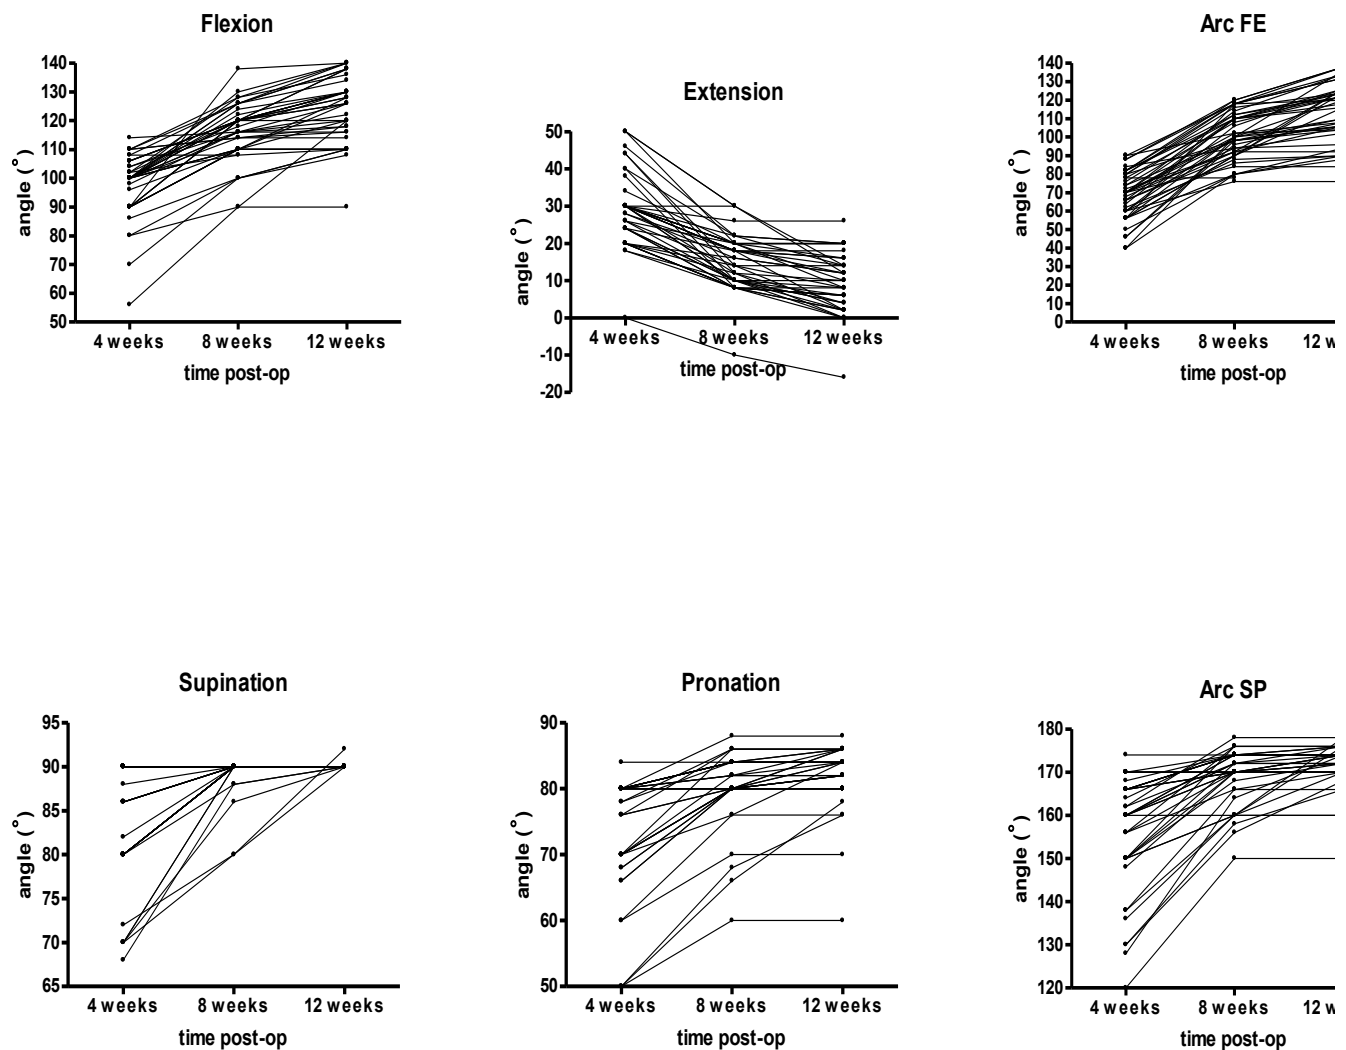 Flexion
140
130
120
110
100
90
80
70
60
50
angle (°)
4 weeks 8 weeks 12 weeks
time post-op
Extension
50
40
30
20
10
0
-10
-20
angle (°)
4 weeks 8 weeks 12 weeks
time post-op
Arc FE
140
130
120
110
100
90
80
70
60
50
40
30
20
10
0
angle (°)
4 weeks 8 weeks 12 w
time post-op
Supination
95
90
85
80
75
70
65
angle (°)
4 weeks 8 weeks 12 weeks
time post-op
Pronation
90
80
70
60
50
angle (°)
4 weeks 8 weeks 12 weeks
time post-op
Arc SP
180
170
160
150
140
130
120
angle (°)
4 weeks 8 weeks 12 w
time post-op